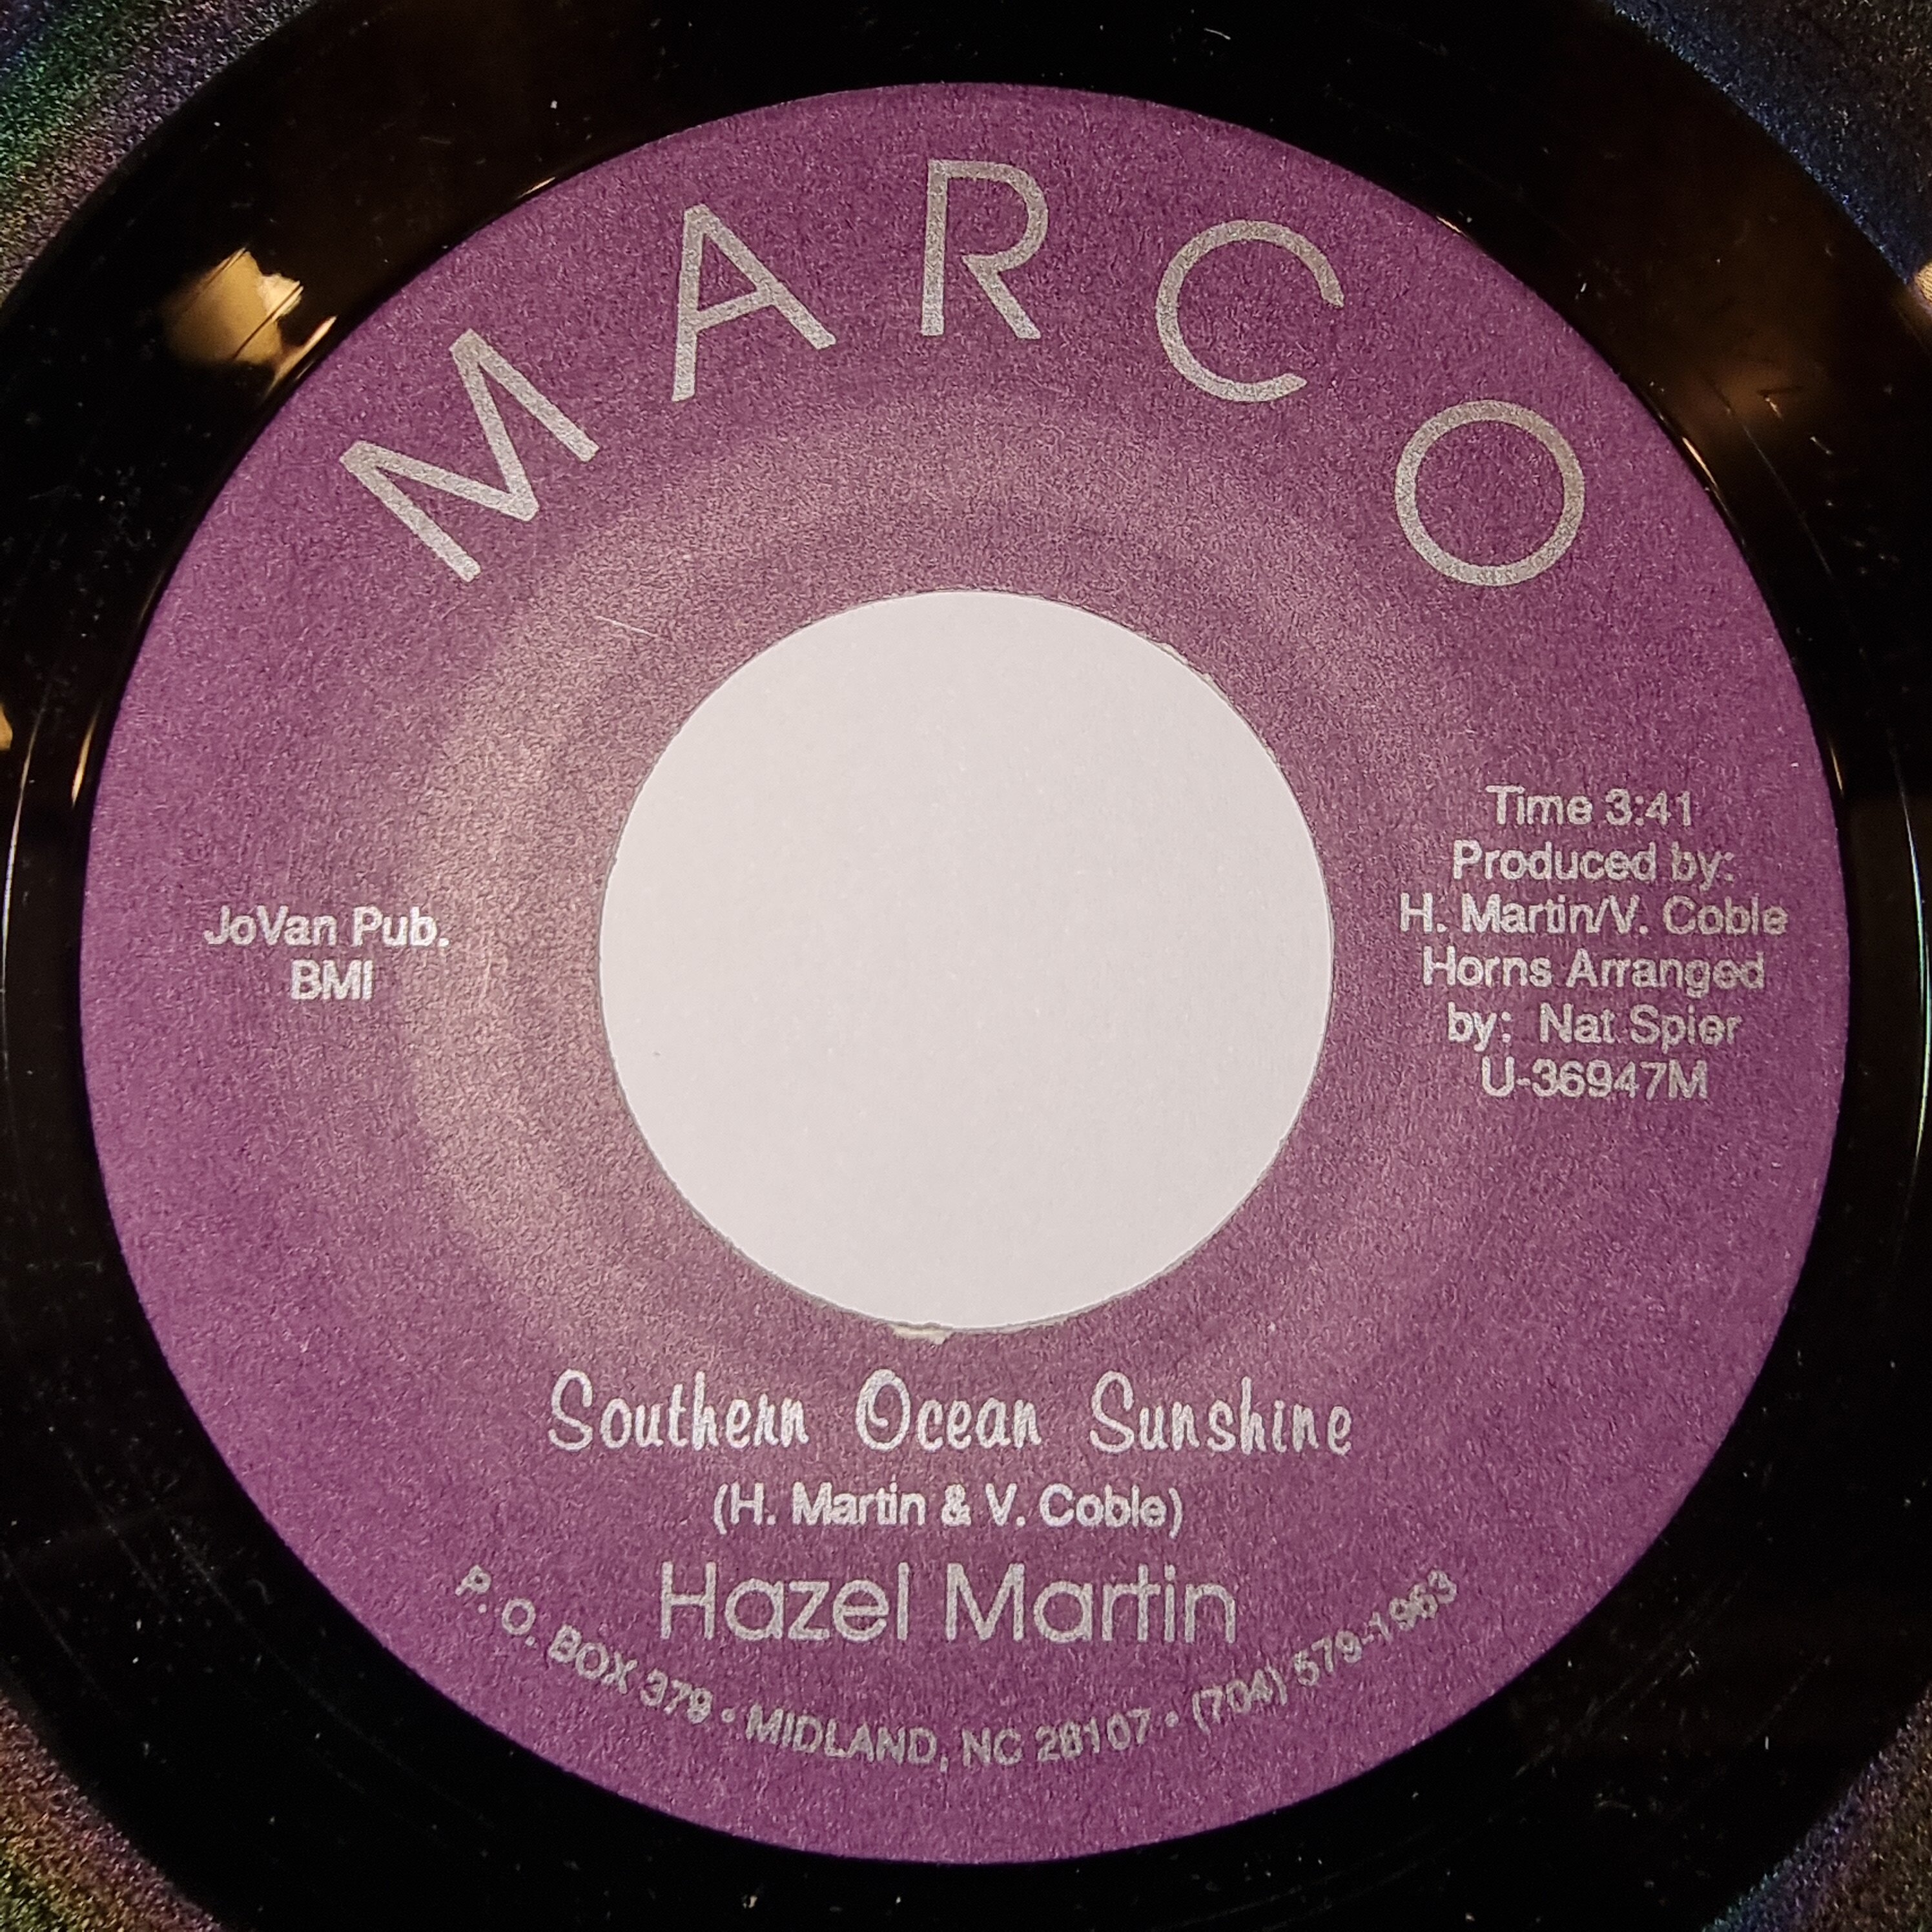 MARCO
JoVan Pub.
BMI
Time 3:41
Produced by:
H. Martin/V. Coble
Horns Arranged
by: Nat Spier
U-36947M
Southern Ocean Sunshine
(H. Martin & V. Coble)
Hazel Martin
P. O. BOX 379 • MIDLAND, NC 28107 • (704) 579-1963